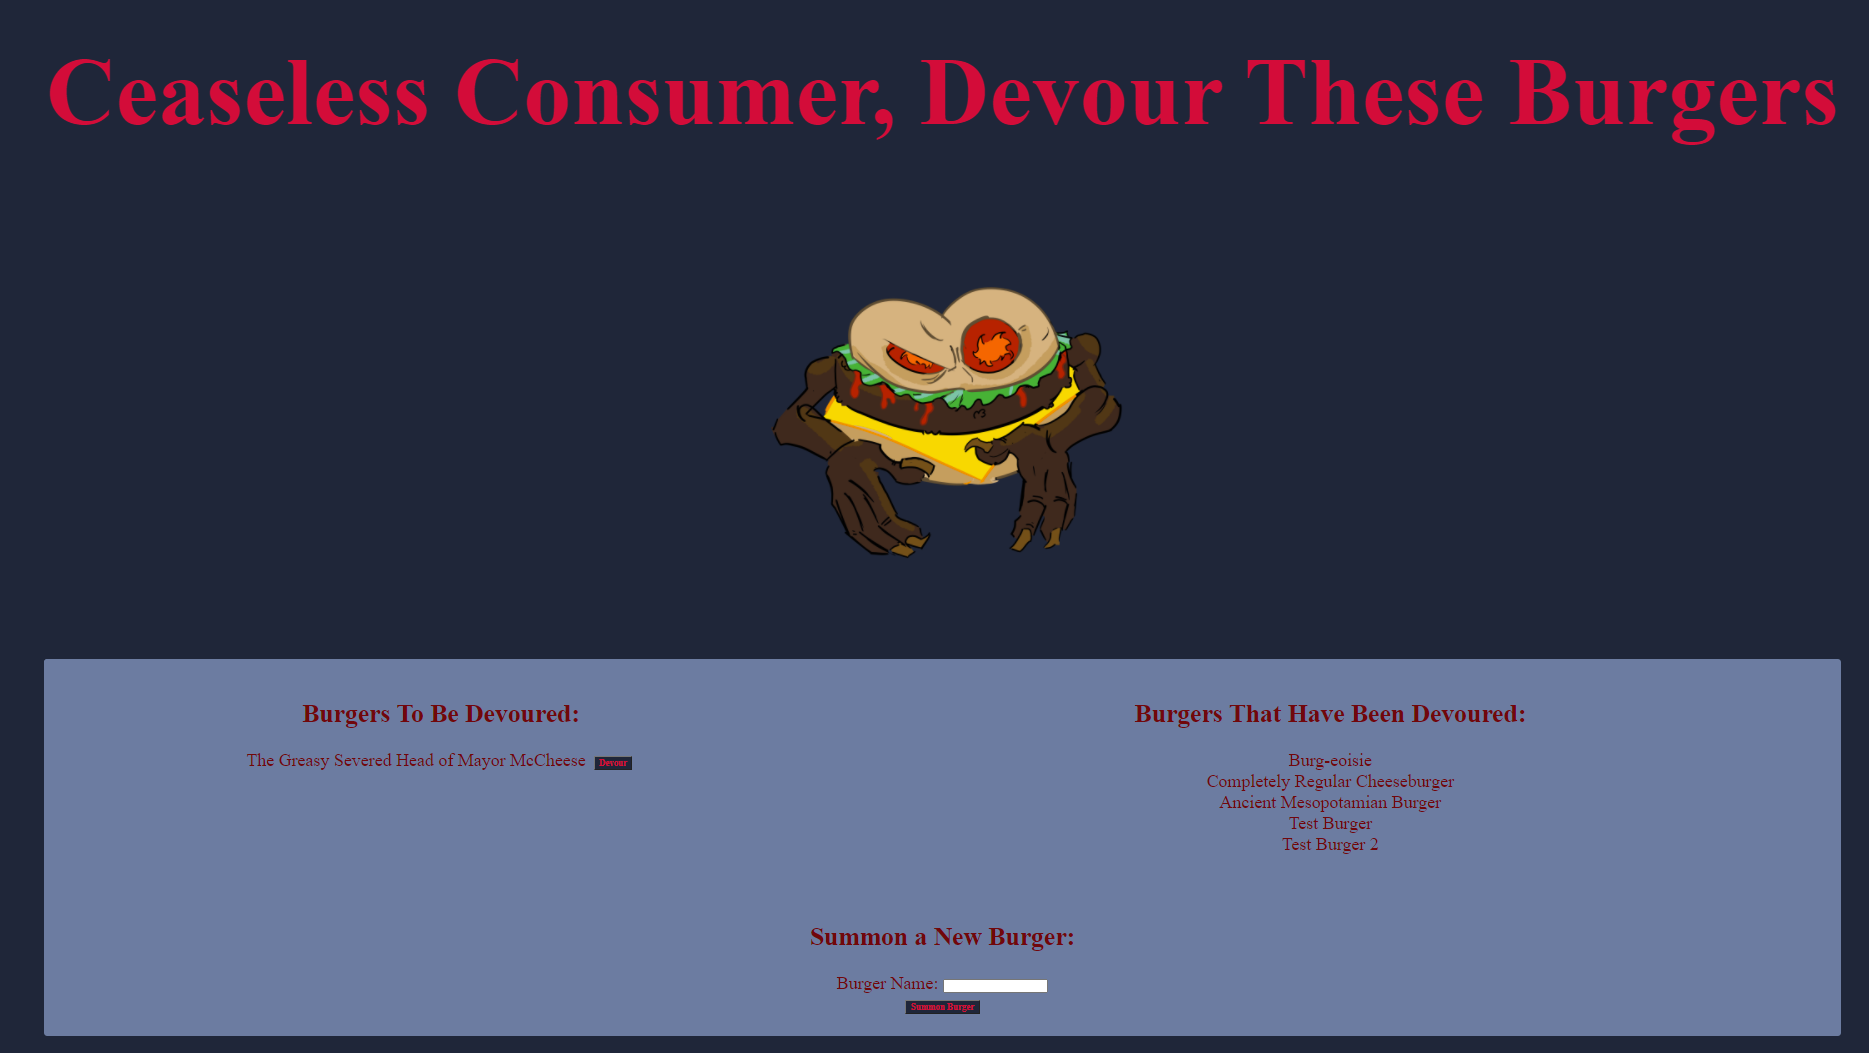 Ceaseless Consumer, Devour These Burgers
Burgers To Be Devoured:
The Greasy Severed Head of Mayor McCheese Devour
Burgers That Have Been Devoured:
Burg-eoisie
Completely Regular Cheeseburger
Ancient Mesopotamian Burger
Test Burger
Test Burger 2
Summon a New Burger:
Burger Name:
Summon Burger